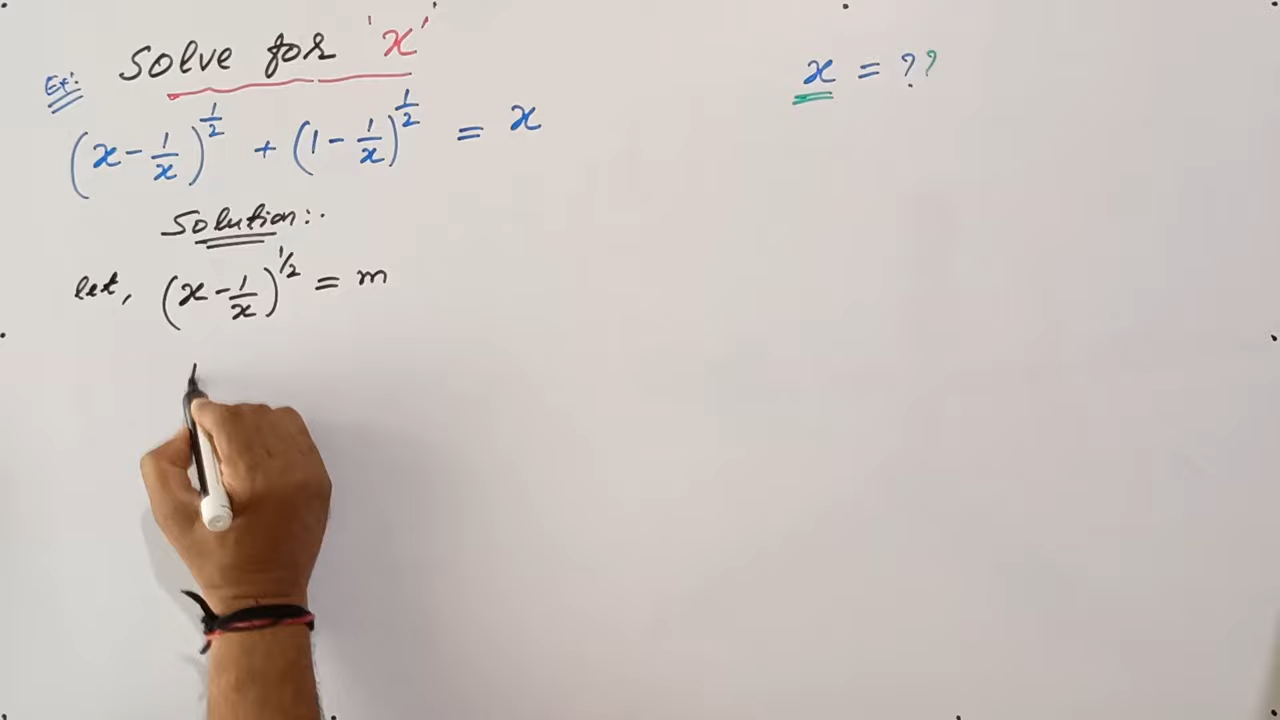 Solve for 'x'
x = ??
Ex:
(x - 1/x)^1/2 + (1 - 1/x)^1/2 = x
Solution:.
let, (x - 1/x)^1/2 = m